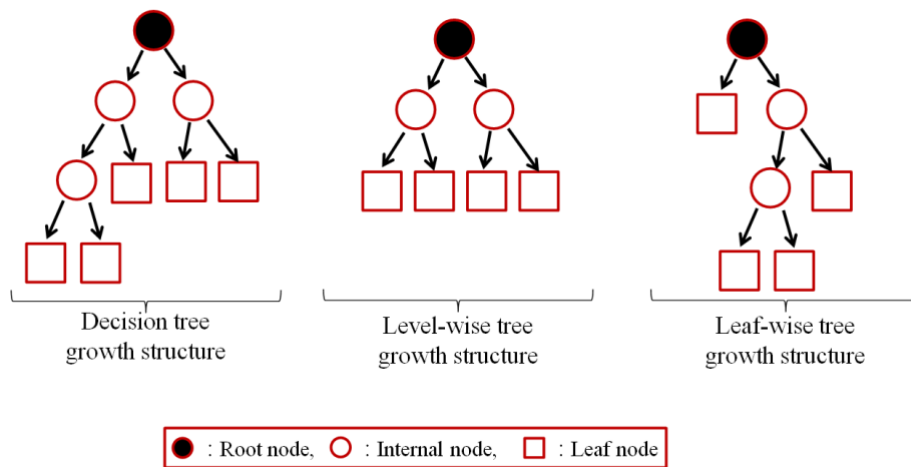 Decision tree
growth structure
Level-wise tree
growth structure
Leaf-wise tree
growth structure
: Root node, : Internal node, : Leaf node